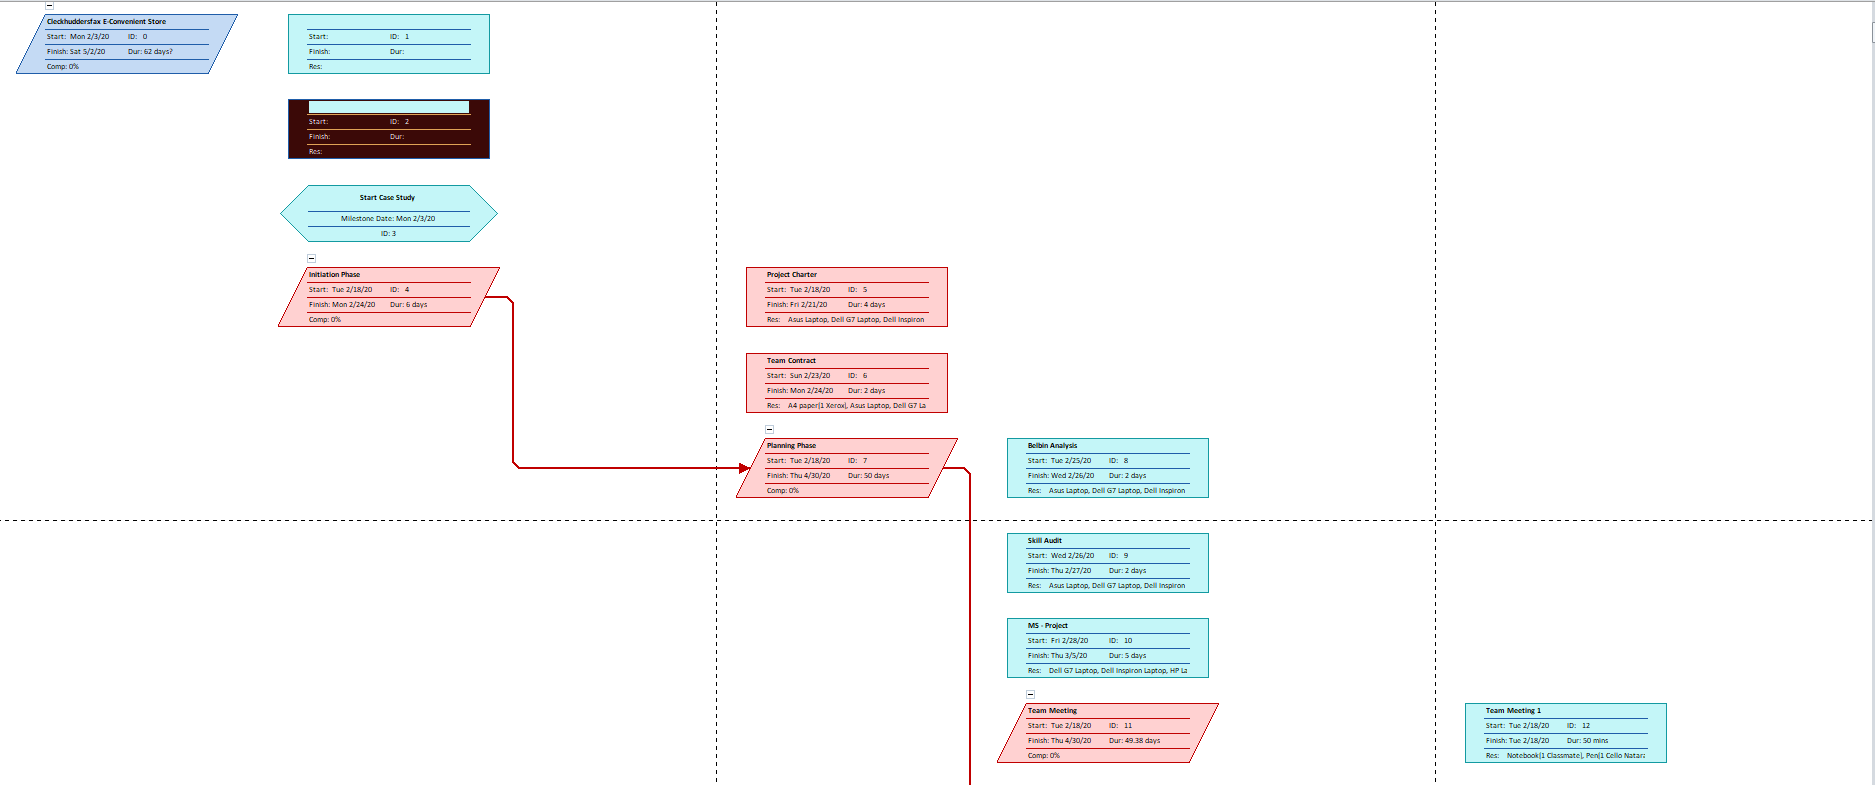 Cleckhuddersfax E-Convenient Store
Start: Mon 2/3/20 ID: 0
Finish: Sat 5/2/20 Dur: 62 days?
Comp: 0%
Start: ID: 1
Finish: Dur:
Res:
Start: ID: 2
Finish: Dur:
Res:
Start Case Study
Milestone Date: Mon 2/3/20
ID: 3
Initiation Phase
Start: Tue 2/18/20 ID: 4
Finish: Mon 2/24/20 Dur: 6 days
Comp: 0%
Project Charter
Start: Tue 2/18/20 ID: 5
Finish: Fri 2/21/20 Dur: 4 days
Res: Asus Laptop, Dell G7 Laptop, Dell Inspiron
Team Contract
Start: Sun 2/23/20 ID: 6
Finish: Mon 2/24/20 Dur: 2 days
Res: A4 paper[1 Xerox], Asus Laptop, Dell G7 La
Planning Phase
Start: Tue 2/18/20 ID: 7
Finish: Thu 4/30/20 Dur: 50 days
Comp: 0%
Belbin Analysis
Start: Tue 2/25/20 ID: 8
Finish: Wed 2/26/20 Dur: 2 days
Res: Asus Laptop, Dell G7 Laptop, Dell Inspiron
Skill Audit
Start: Wed 2/26/20 ID: 9
Finish: Thu 2/27/20 Dur: 2 days
Res: Asus Laptop, Dell G7 Laptop, Dell Inspiron
MS - Project
Start: Fri 2/28/20 ID: 10
Finish: Thu 3/5/20 Dur: 5 days
Res: Dell G7 Laptop, Dell Inspiron Laptop, HP La
Team Meeting
Start: Tue 2/18/20 ID: 11
Finish: Thu 4/30/20 Dur: 49.38 days
Comp: 0%
Team Meeting 1
Start: Tue 2/18/20 ID: 12
Finish: Tue 2/18/20 Dur: 50 mins
Res: Notebook[1 Classmate], Pen[1 Cello Natara